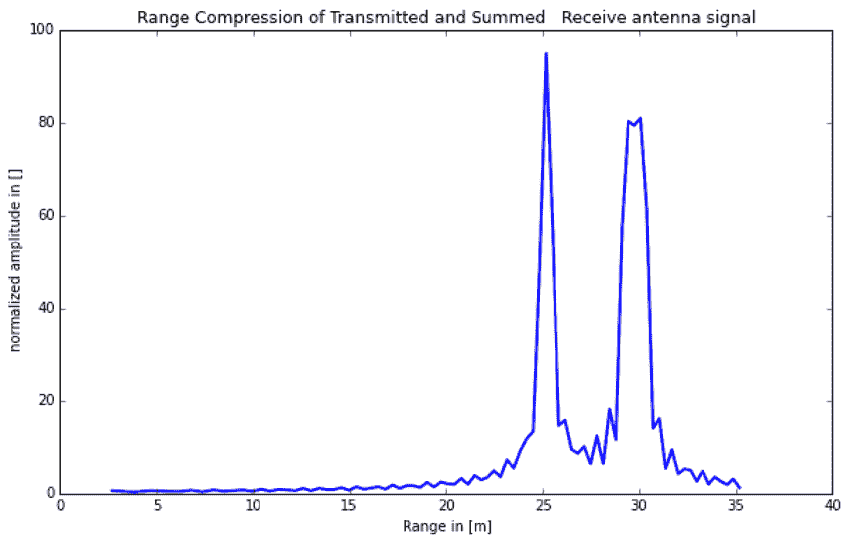 Range Compression of Transmitted and Summed   Receive antenna signal
100
80
60
40
20
0
normalized amplitude in []
0 5 10 15 20 25 30 35 40
Range in [m]